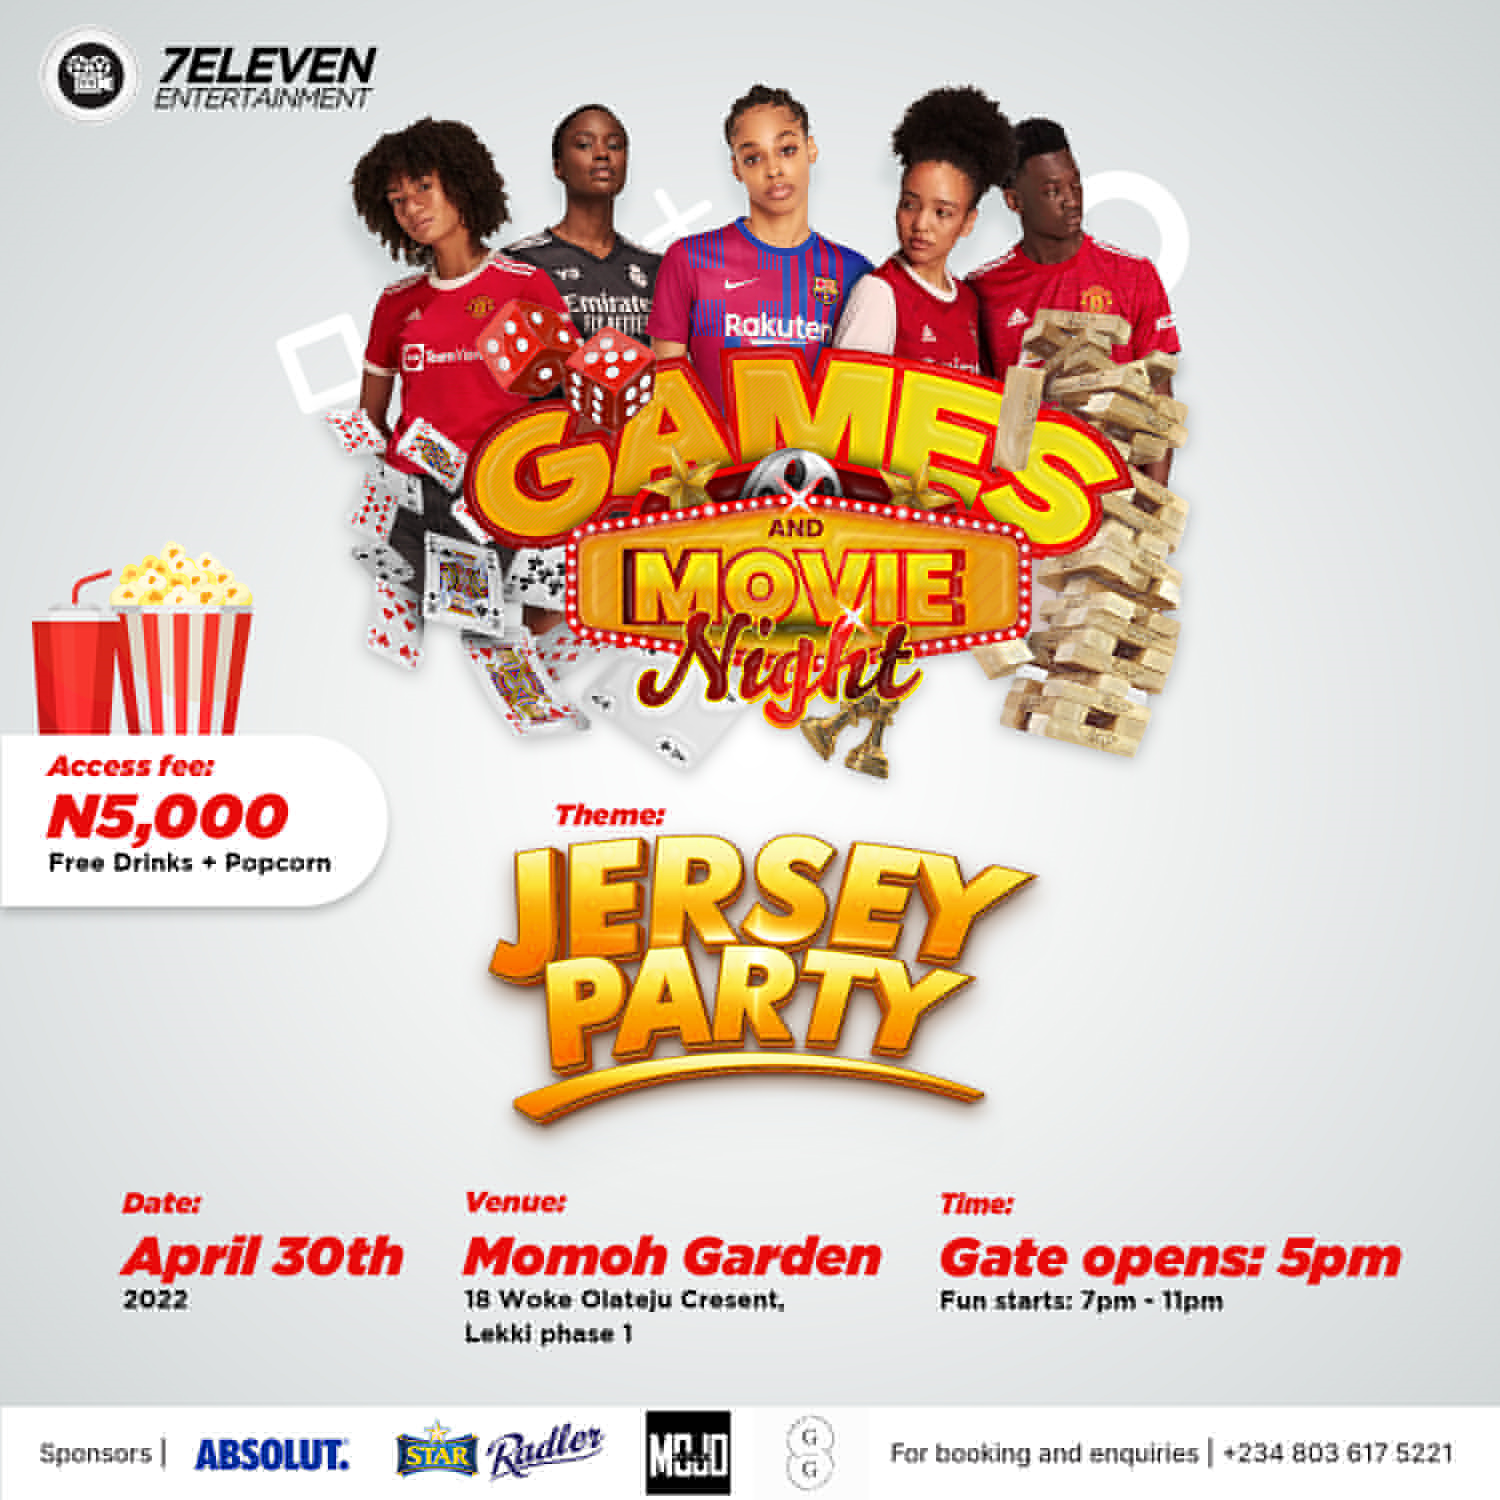 7ELEVEN
ENTERTAINMENT
Emirates
Rakuten
TeamViewer
GAMES
AND
MOVIE
Night
Access fee:
N5,000
Free Drinks + Popcorn
Theme:
JERSEY
PARTY
Date:
April 30th
2022
Venue:
Momoh Garden
18 Woke Olateju Cresent,
Lekki phase 1
Time:
Gate opens: 5pm
Fun starts: 7pm - 11pm
Sponsors |
ABSOLUT.
STAR Radler
MOJO
G
G
For booking and enquiries | +234 803 617 5221